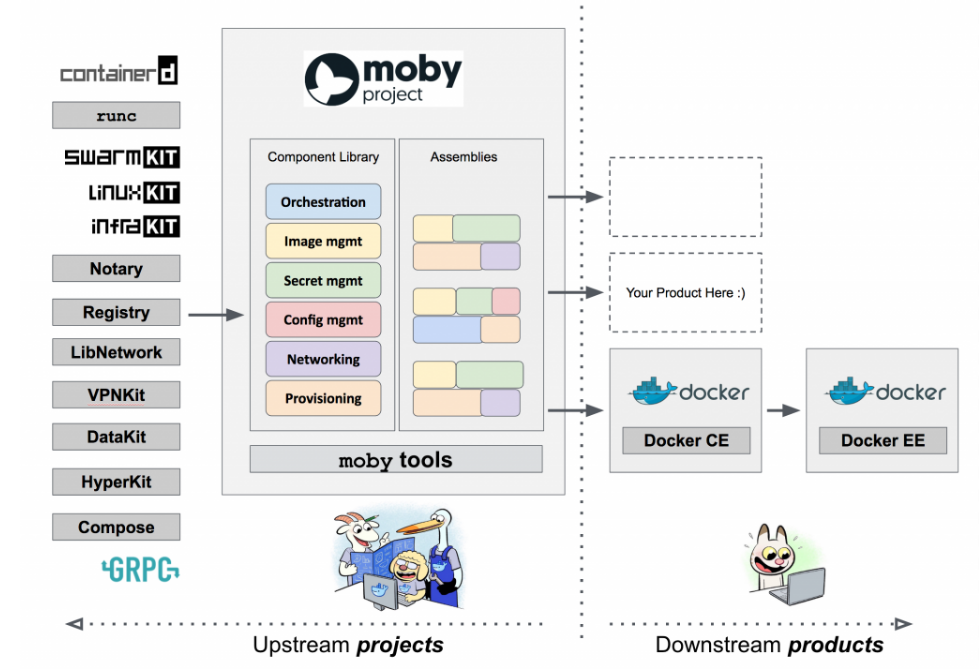 containerd
runc
swarmKIT
LinuxKIT
infraKIT
Notary
Registry
LibNetwork
VPNKit
DataKit
HyperKit
Compose
GRPC
moby
project
Component Library
Orchestration
Image mgmt
Secret mgmt
Config mgmt
Networking
Provisioning
Assemblies
moby tools
Your Product Here :)
docker
Docker CE
docker
Docker EE
Upstream projects
Downstream products